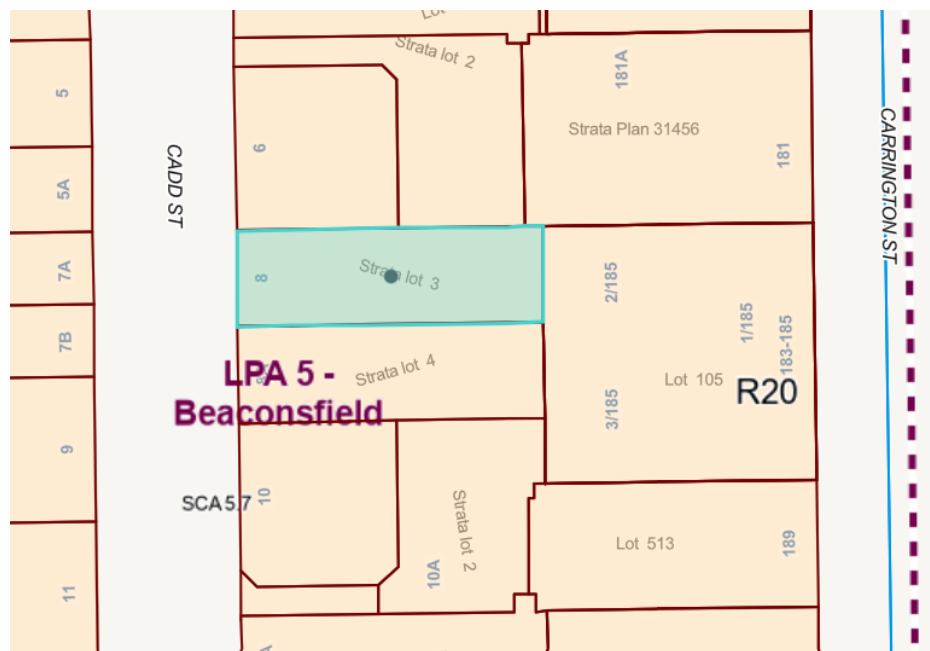 Strata lot 2
181A
5
Strata Plan 31456
CADD ST
6
181
CARRINGTON ST
5A
7A
8
Strata lot 3
2/185
1/185
183-185
7B
LPA 5 -
Beaconsfield
Strata lot 4
Lot 105
R20
3/185
9
SCA 5.7
10
Strata lot 2
10A
Lot 513
189
11